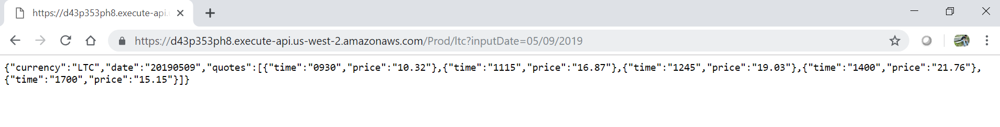 https://d43p353ph8.execute-api.
https://d43p353ph8.execute-api.us-west-2.amazonaws.com/Prod/ltc?inputDate=05/09/2019
{"currency":"LTC","date":"20190509","quotes":[{"time":"0930","price":"10.32"},{"time":"1115","price":"16.87"},{"time":"1245","price":"19.03"},{"time":"1400","price":"21.76"},
{"time":"1700","price":"15.15"}]}